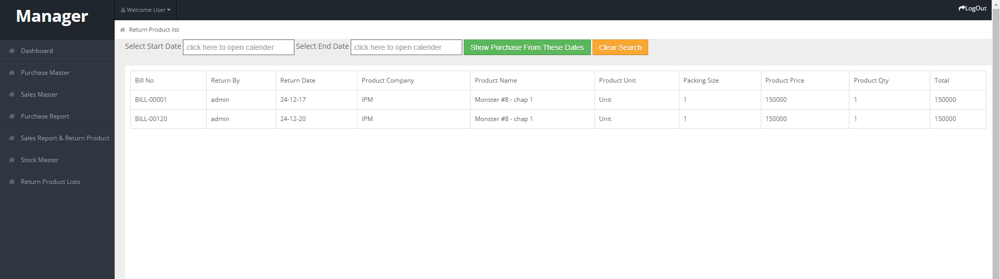 Manager
Welcome User
LogOut
Return Product list
Dashboard
Purchase Master
Sales Master
Purchase Report
Sales Report & Return Product
Stock Master
Return Product Lists
Select Start Date click here to open calender Select End Date click here to open calender Show Purchase From These Dates Clear Search
Bill No Return By Return Date Product Company Product Name Product Unit Packing Size Product Price Product Qty Total
BILL-00001 admin 24-12-17 IPM Monster #8 - chap 1 Unit 1 150000 1 150000
BILL-00120 admin 24-12-20 IPM Monster #8 - chap 1 Unit 1 150000 1 150000